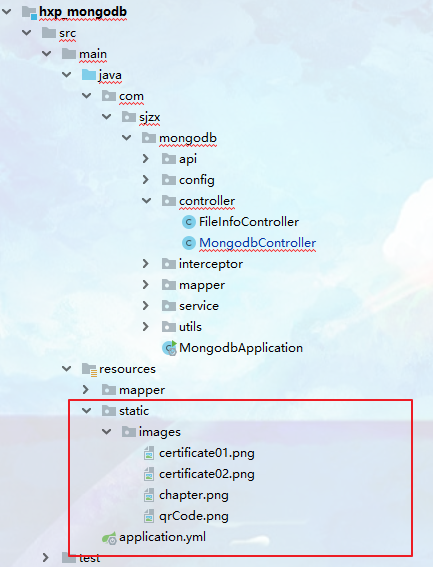 hxp_mongodb
src
main
java
com
sjzx
mongodb
api
config
controller
FileInfoController
MongodbController
interceptor
mapper
service
utils
MongodbApplication
resources
mapper
static
images
certificate01.png
certificate02.png
chapter.png
qrCode.png
application.yml
test